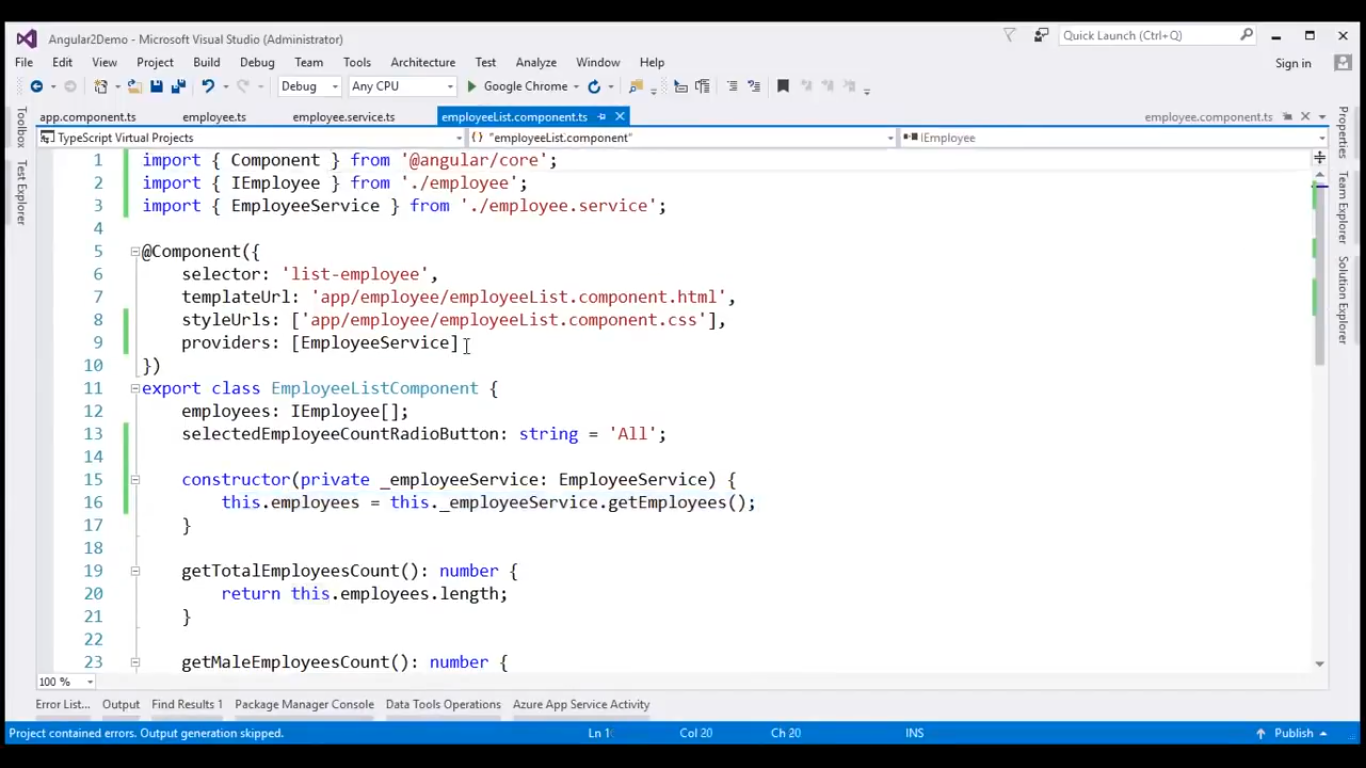 Angular2Demo - Microsoft Visual Studio (Administrator)
Quick Launch (Ctrl+Q)
File Edit View Project Build Debug Team Tools Architecture Test Analyze Window Help
Sign in
Debug Any CPU Google Chrome
app.component.ts employee.ts employee.service.ts employeeList.component.ts employee.component.ts
TypeScript Virtual Projects {} "employeeList.component" IEmployee
Toolbox
Test Explorer
1 import { Component } from '@angular/core';
2 import { IEmployee } from './employee';
3 import { EmployeeService } from './employee.service';
4
5 @Component({
6 selector: 'list-employee',
7 templateUrl: 'app/employee/employeeList.component.html',
8 styleUrls: ['app/employee/employeeList.component.css'],
9 providers: [EmployeeService]
10 })
11 export class EmployeeListComponent {
12 employees: IEmployee[];
13 selectedEmployeeCountRadioButton: string = 'All';
14
15 constructor(private _employeeService: EmployeeService) {
16 this.employees = this._employeeService.getEmployees();
17 }
18
19 getTotalEmployeesCount(): number {
20 return this.employees.length;
21 }
22
23 getMaleEmployeesCount(): number {
Properties
Team Explorer
Solution Explorer
100 %
Error List... Output Find Results 1 Package Manager Console Data Tools Operations Azure App Service Activity
Project contained errors. Output generation skipped. Ln Col 20 Ch 20 INS Publish